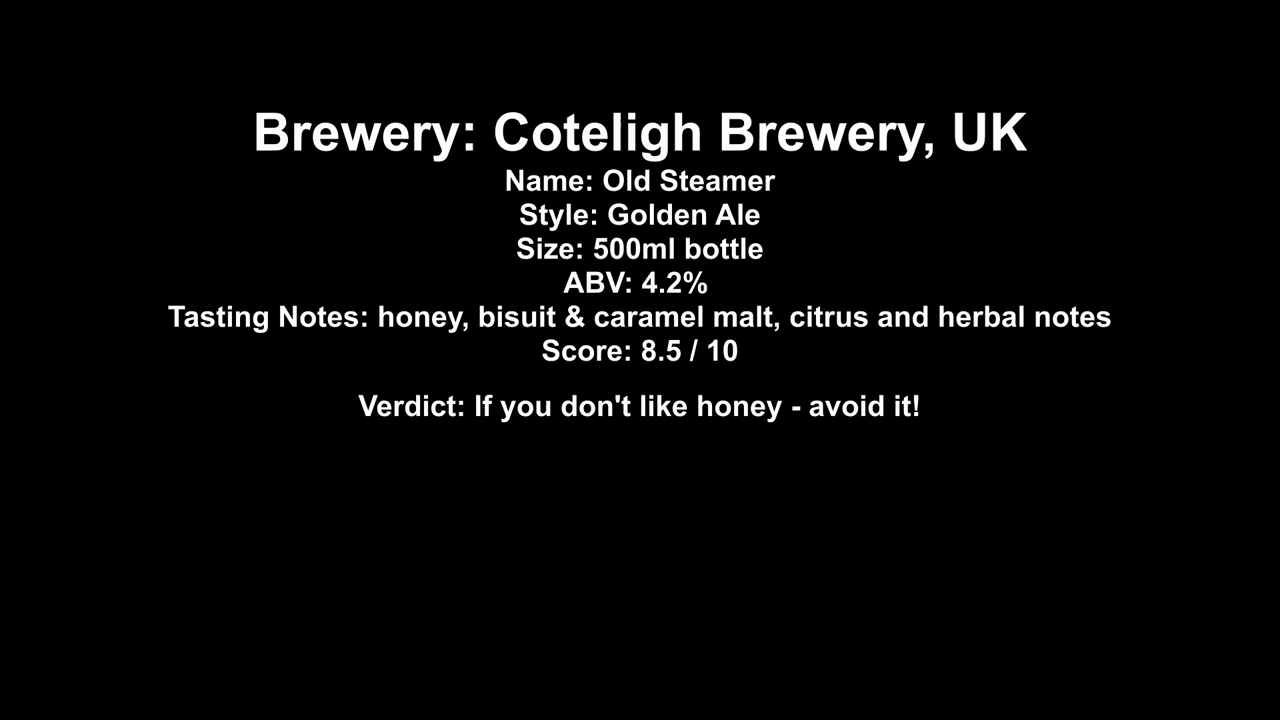 Brewery: Coteligh Brewery, UK
Name: Old Steamer
Style: Golden Ale
Size: 500ml bottle
ABV: 4.2%
Tasting Notes: honey, bisuit & caramel malt, citrus and herbal notes
Score: 8.5 / 10
Verdict: If you don't like honey - avoid it!